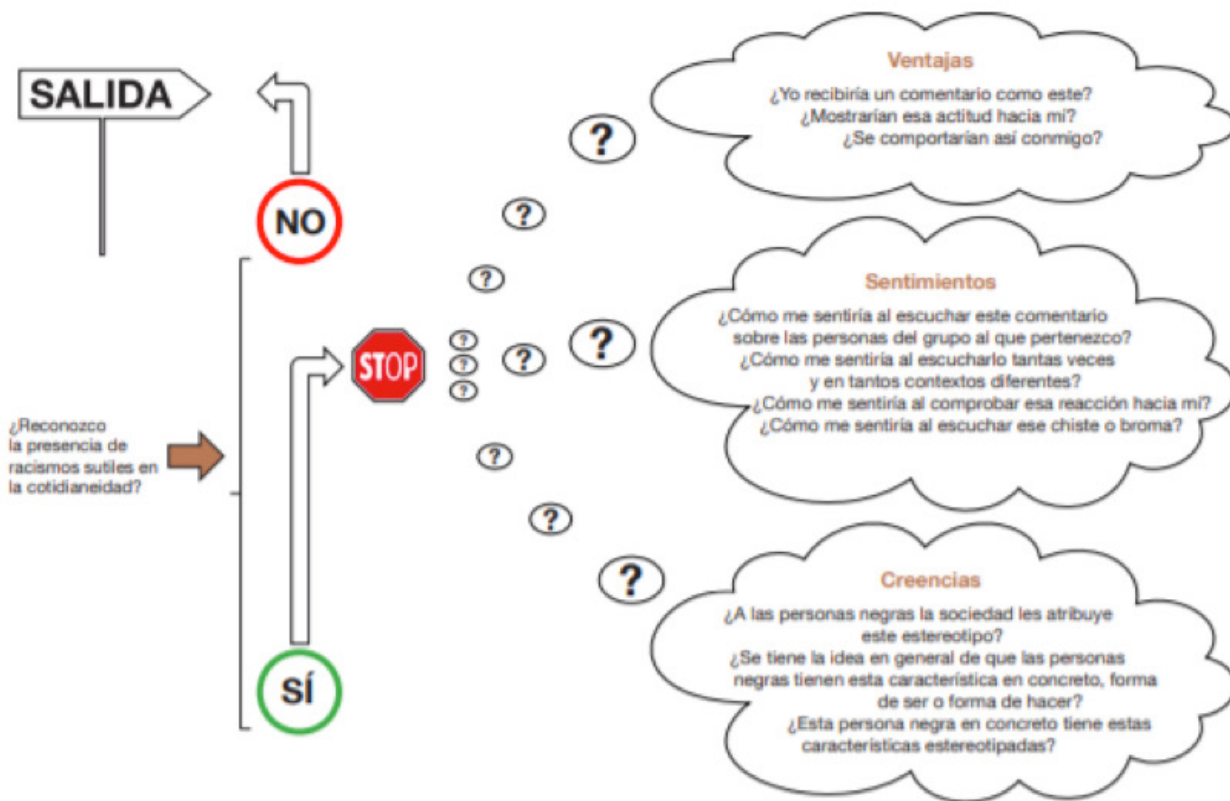 SALIDA
NO
STOP
¿Reconozco
la presencia de
racismos sutiles en
la cotidianeidad?
SÍ
?
?
?
?
?
?
?
?
?
?
?
Ventajas
¿Yo recibiría un comentario como este?
¿Mostrarían esa actitud hacia mí?
¿Se comportarían así conmigo?
Sentimientos
¿Cómo me sentiría al escuchar este comentario
sobre las personas del grupo al que pertenezco?
¿Cómo me sentiría al escucharlo tantas veces
y en tantos contextos diferentes?
¿Cómo me sentiría al comprobar esa reacción hacia mí?
¿Cómo me sentiría al escuchar ese chiste o broma?
Creencias
¿A las personas negras la sociedad les atribuye
este estereotipo?
¿Se tiene la idea en general de que las personas
negras tienen esta característica en concreto, forma
de ser o forma de hacer?
¿Esta persona negra en concreto tiene estas
características estereotipadas?